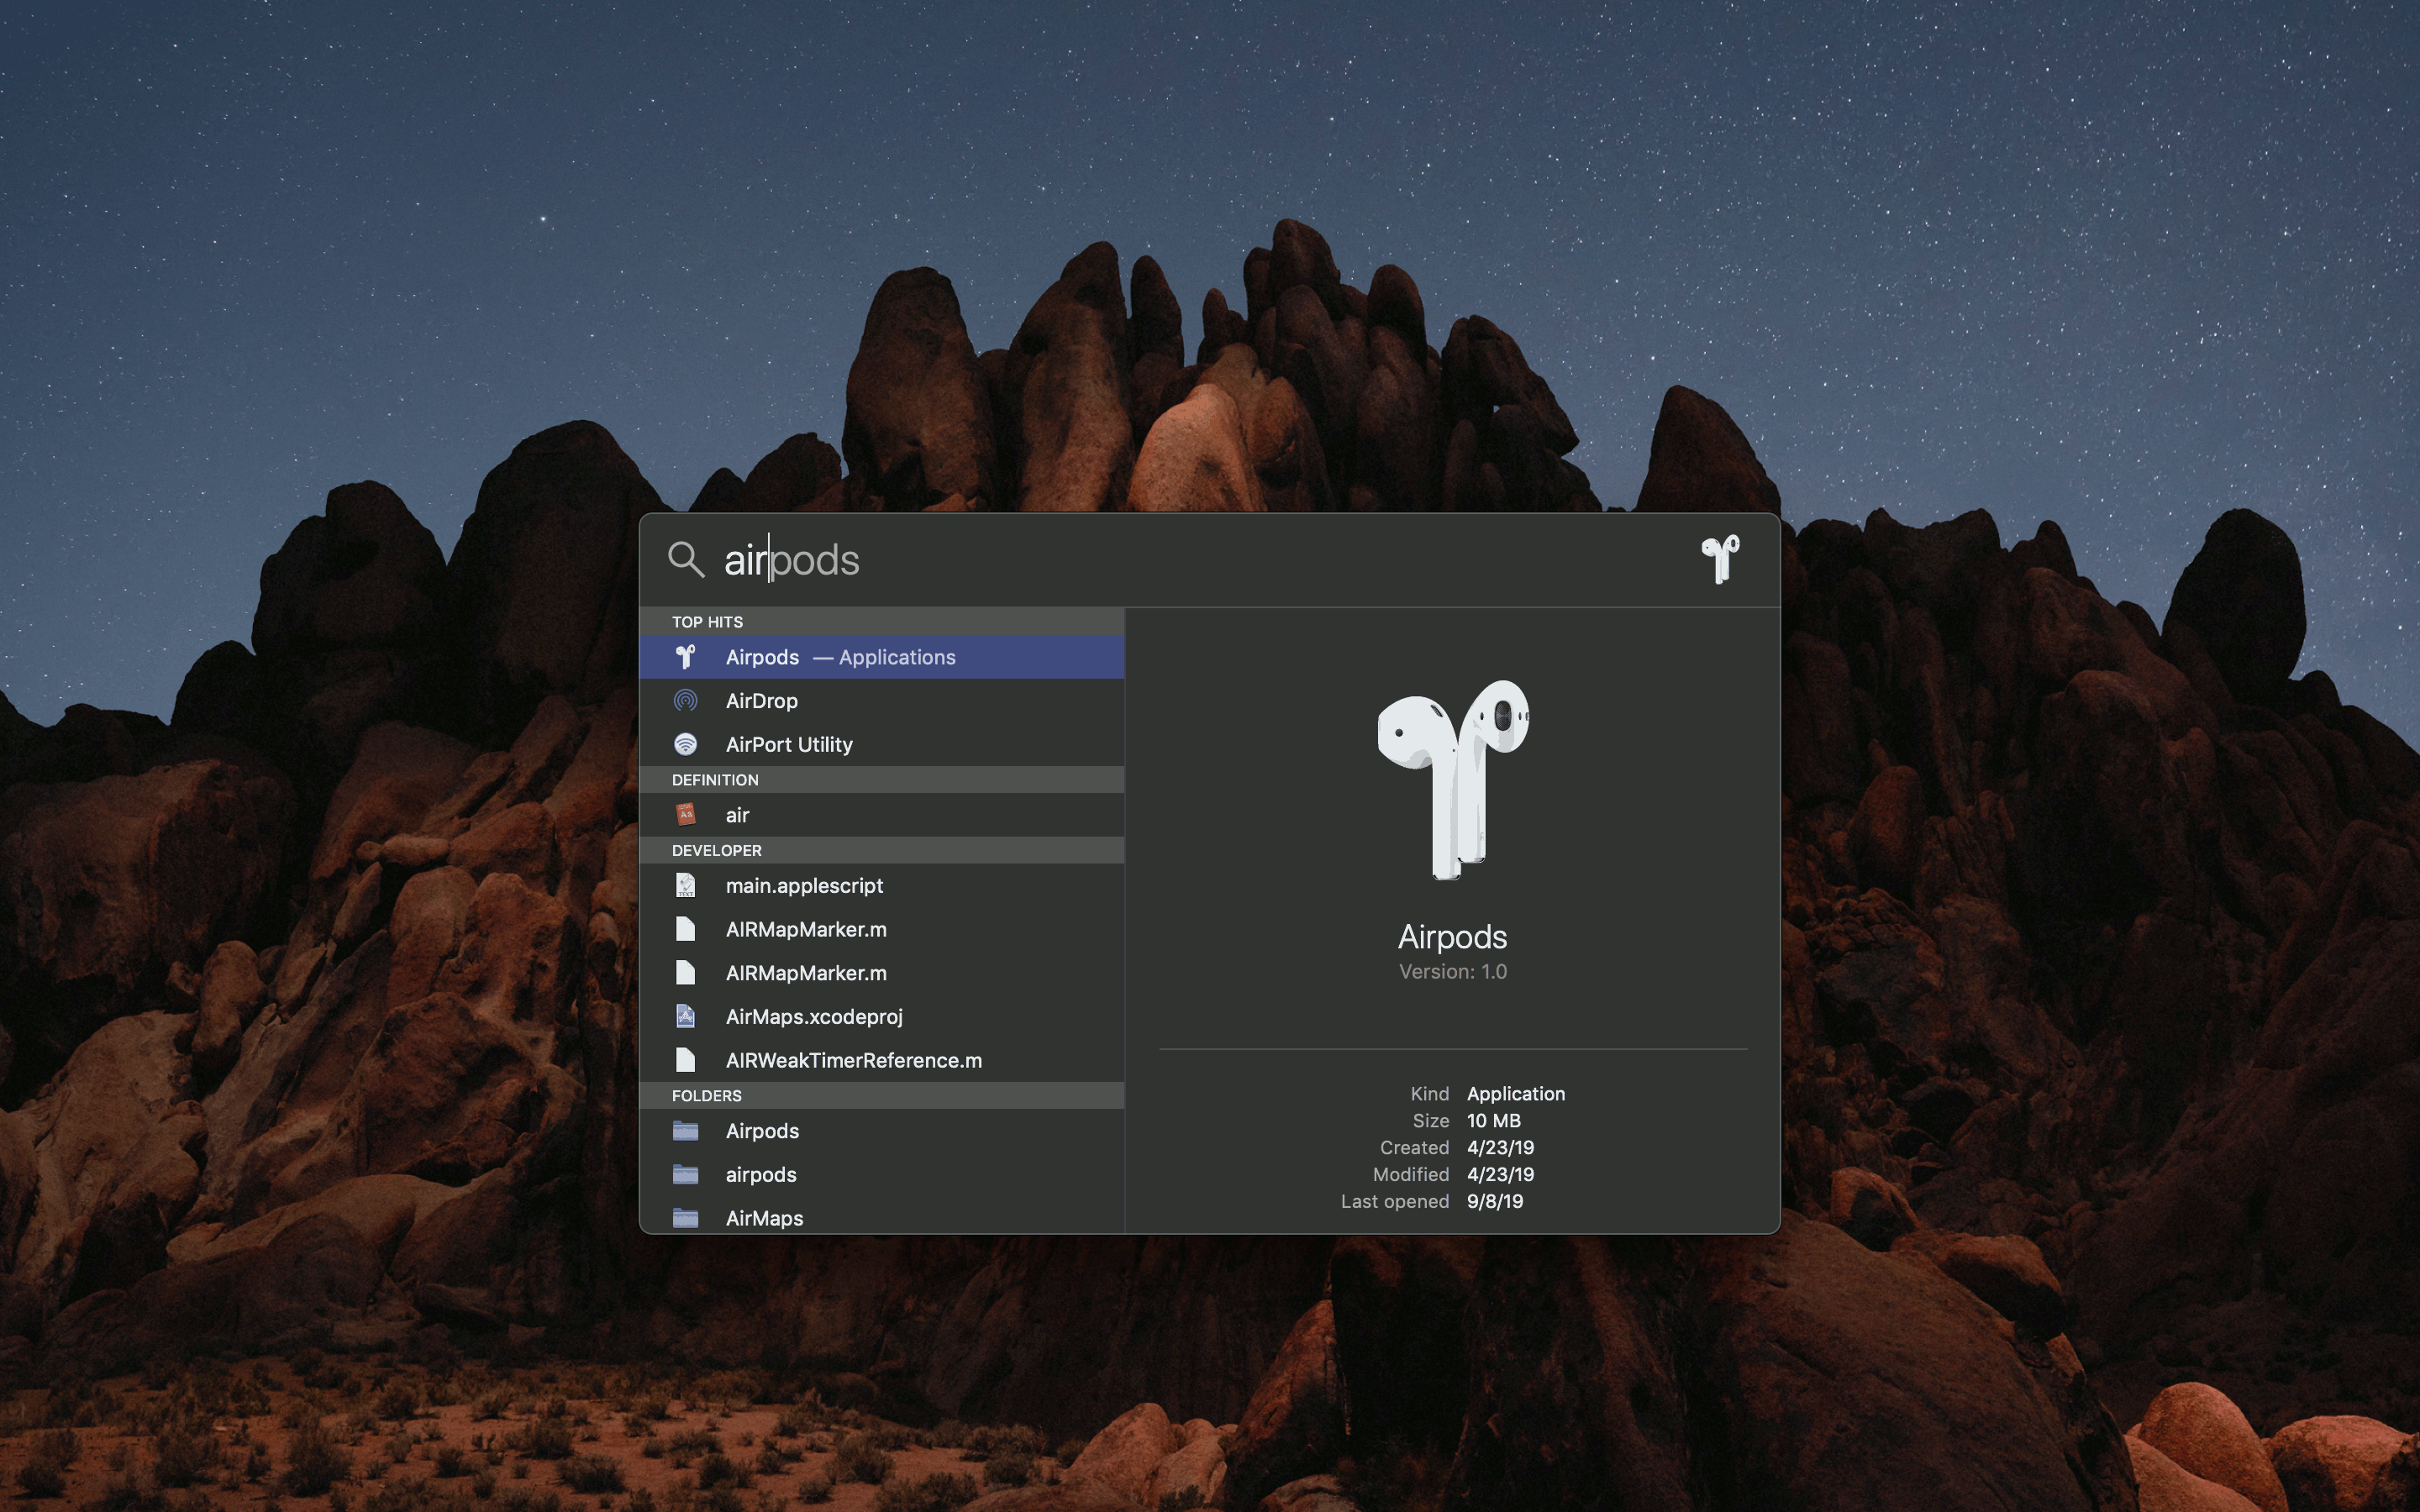 airpods
TOP HITS
Airpods — Applications
AirDrop
AirPort Utility
DEFINITION
air
DEVELOPER
main.applescript
AIRMapMarker.m
AIRMapMarker.m
AirMaps.xcodeproj
AIRWeakTimerReference.m
FOLDERS
Airpods
airpods
AirMaps
Airpods
Version: 1.0
Kind Application
Size 10 MB
Created 4/23/19
Modified 4/23/19
Last opened 9/8/19